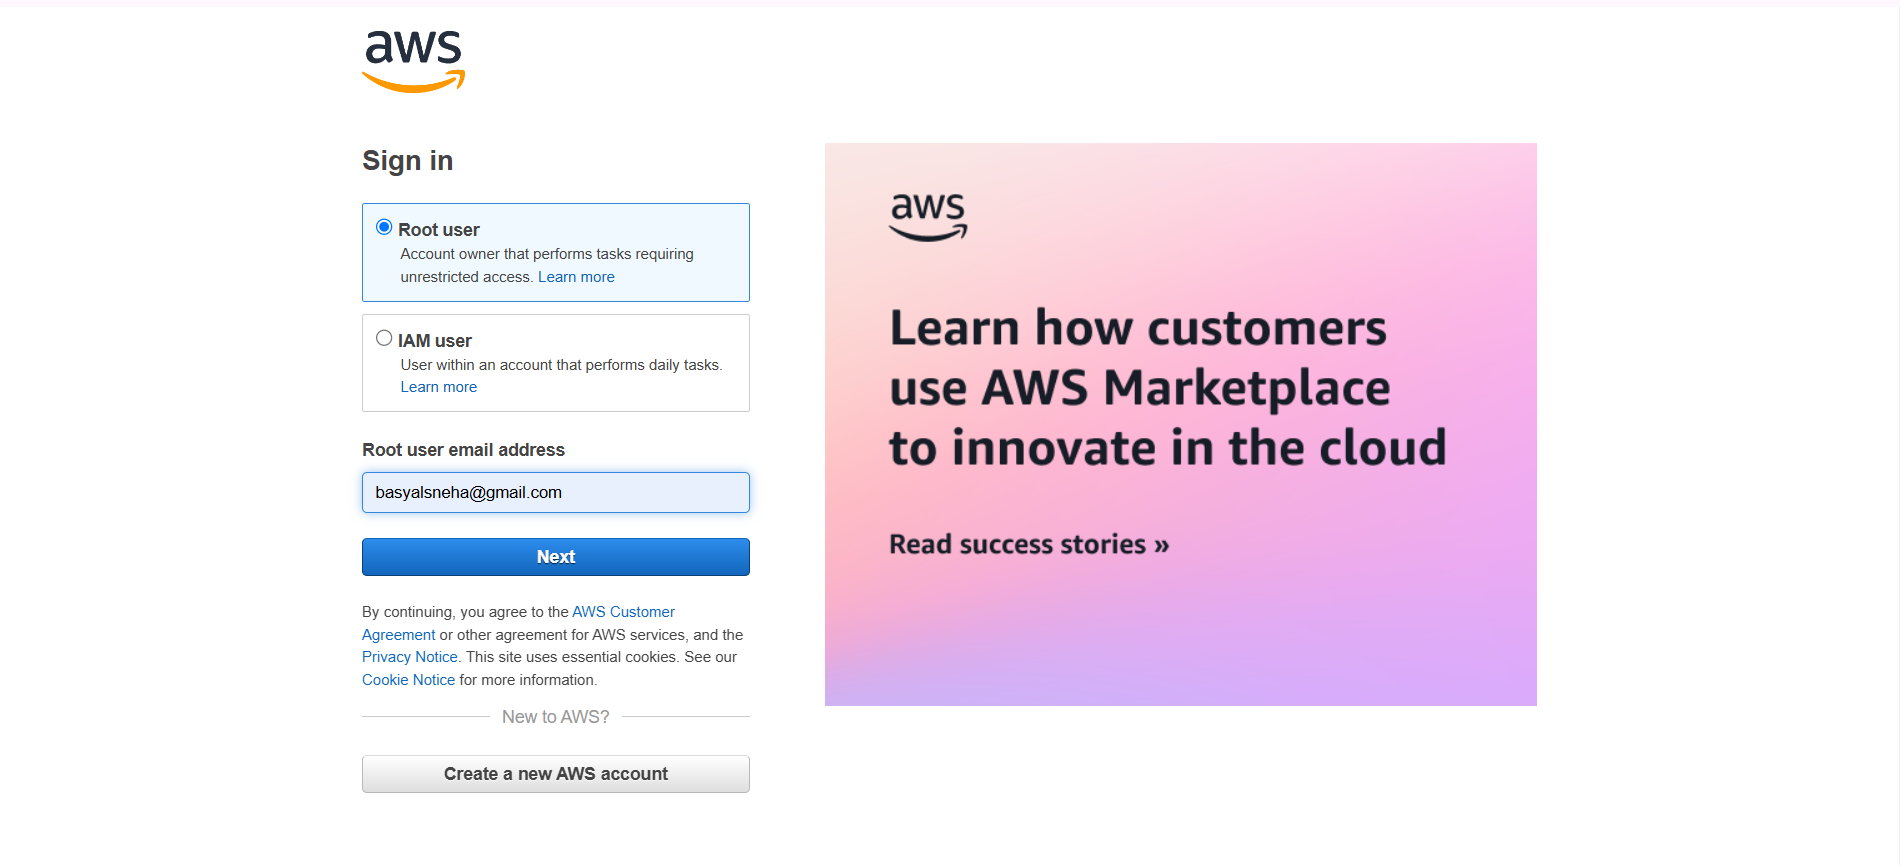 aws
Sign in
Root user
Account owner that performs tasks requiring
unrestricted access. Learn more
IAM user
User within an account that performs daily tasks.
Learn more
Root user email address
basyalsneha@gmail.com
Next
By continuing, you agree to the AWS Customer
Agreement or other agreement for AWS services, and the
Privacy Notice. This site uses essential cookies. See our
Cookie Notice for more information.
New to AWS?
Create a new AWS account
aws
Learn how customers
use AWS Marketplace
to innovate in the cloud
Read success stories »